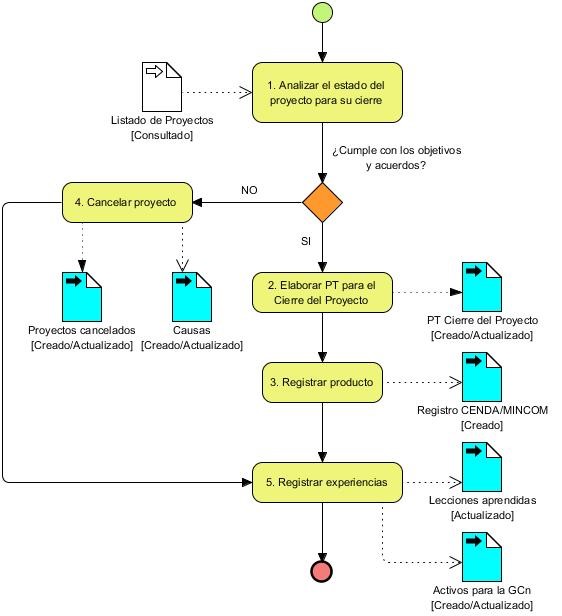 1. Analizar el estado del
proyecto para su cierre
Listado de Proyectos
[Consultado]
¿Cumple con los objetivos
y acuerdos?
NO
4. Cancelar proyecto
SI
2. Elaborar PT para el
Cierre del Proyecto
PT Cierre del Proyecto
[Creado/Actualizado]
Proyectos cancelados
[Creado/Actualizado]
Causas
[Creado/Actualizado]
3. Registrar producto
Registro CENDA/MINCOM
[Creado]
5. Registrar experiencias
Lecciones aprendidas
[Actualizado]
Activos para la GCn
[Creado/Actualizado]